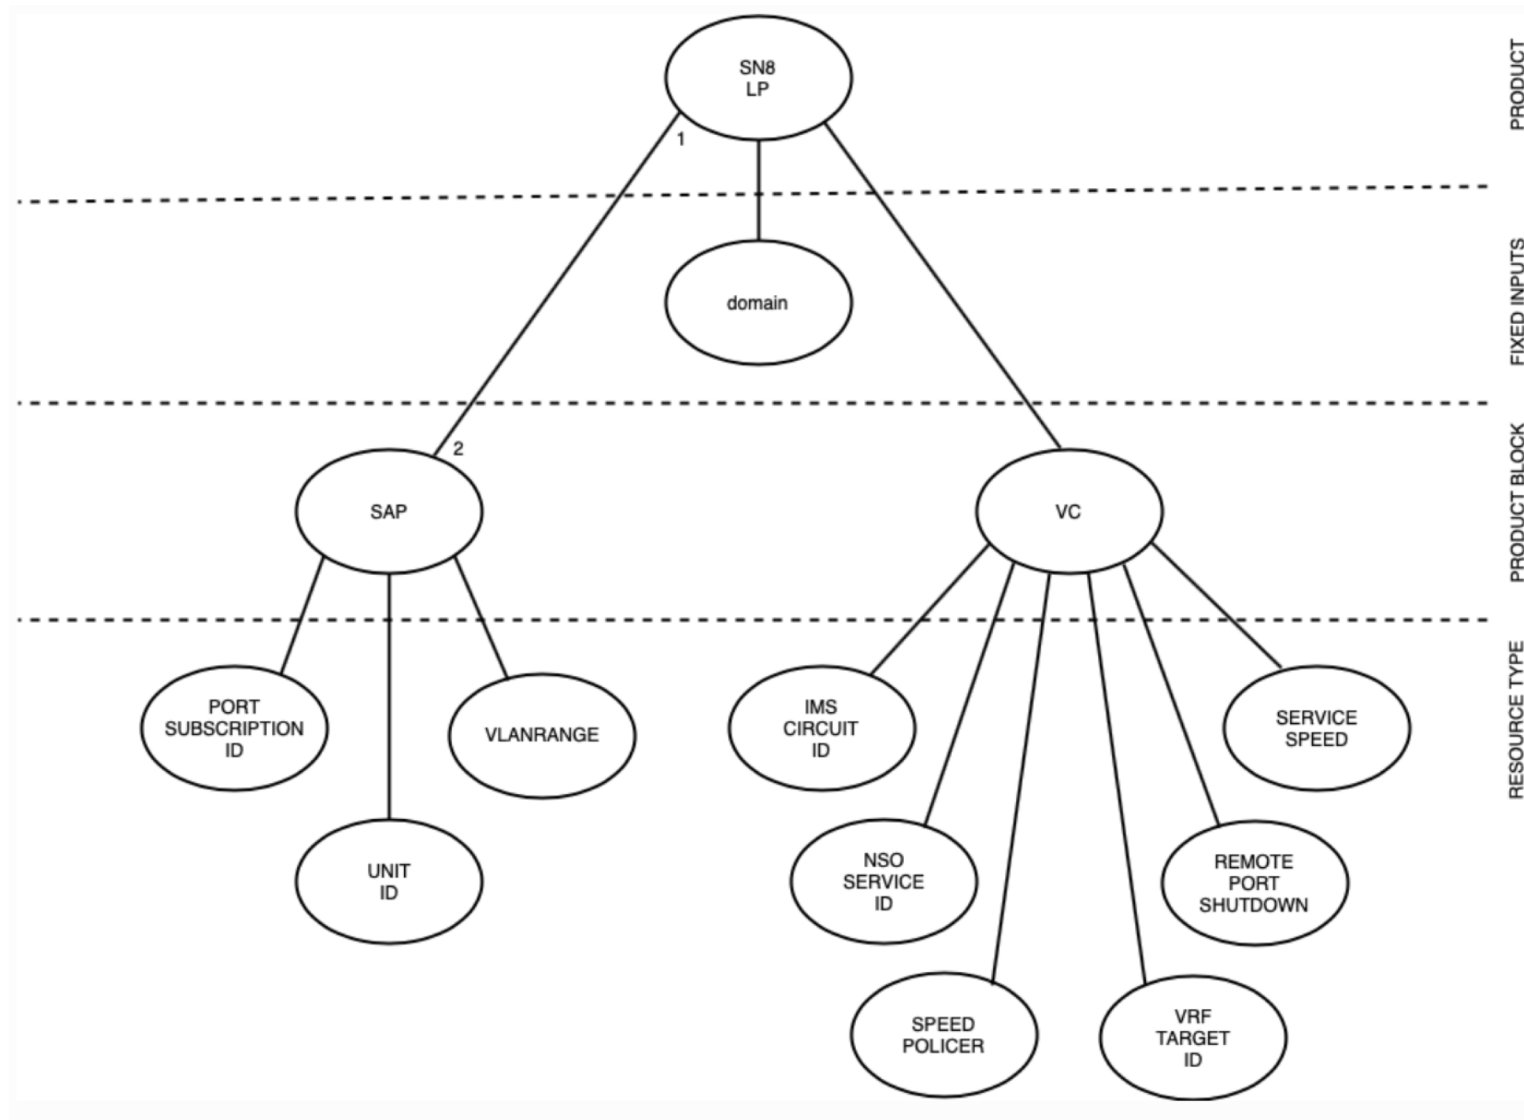 SN8
LP
PRODUCT
1
domain
FIXED INPUTS
2
SAP
VC
PRODUCT BLOCK
PORT
SUBSCRIPTION
ID
VLANRANGE
IMS
CIRCUIT
ID
SERVICE
SPEED
RESOURCE TYPE
UNIT
ID
NSO
SERVICE
ID
REMOTE
PORT
SHUTDOWN
SPEED
POLICER
VRF
TARGET
ID